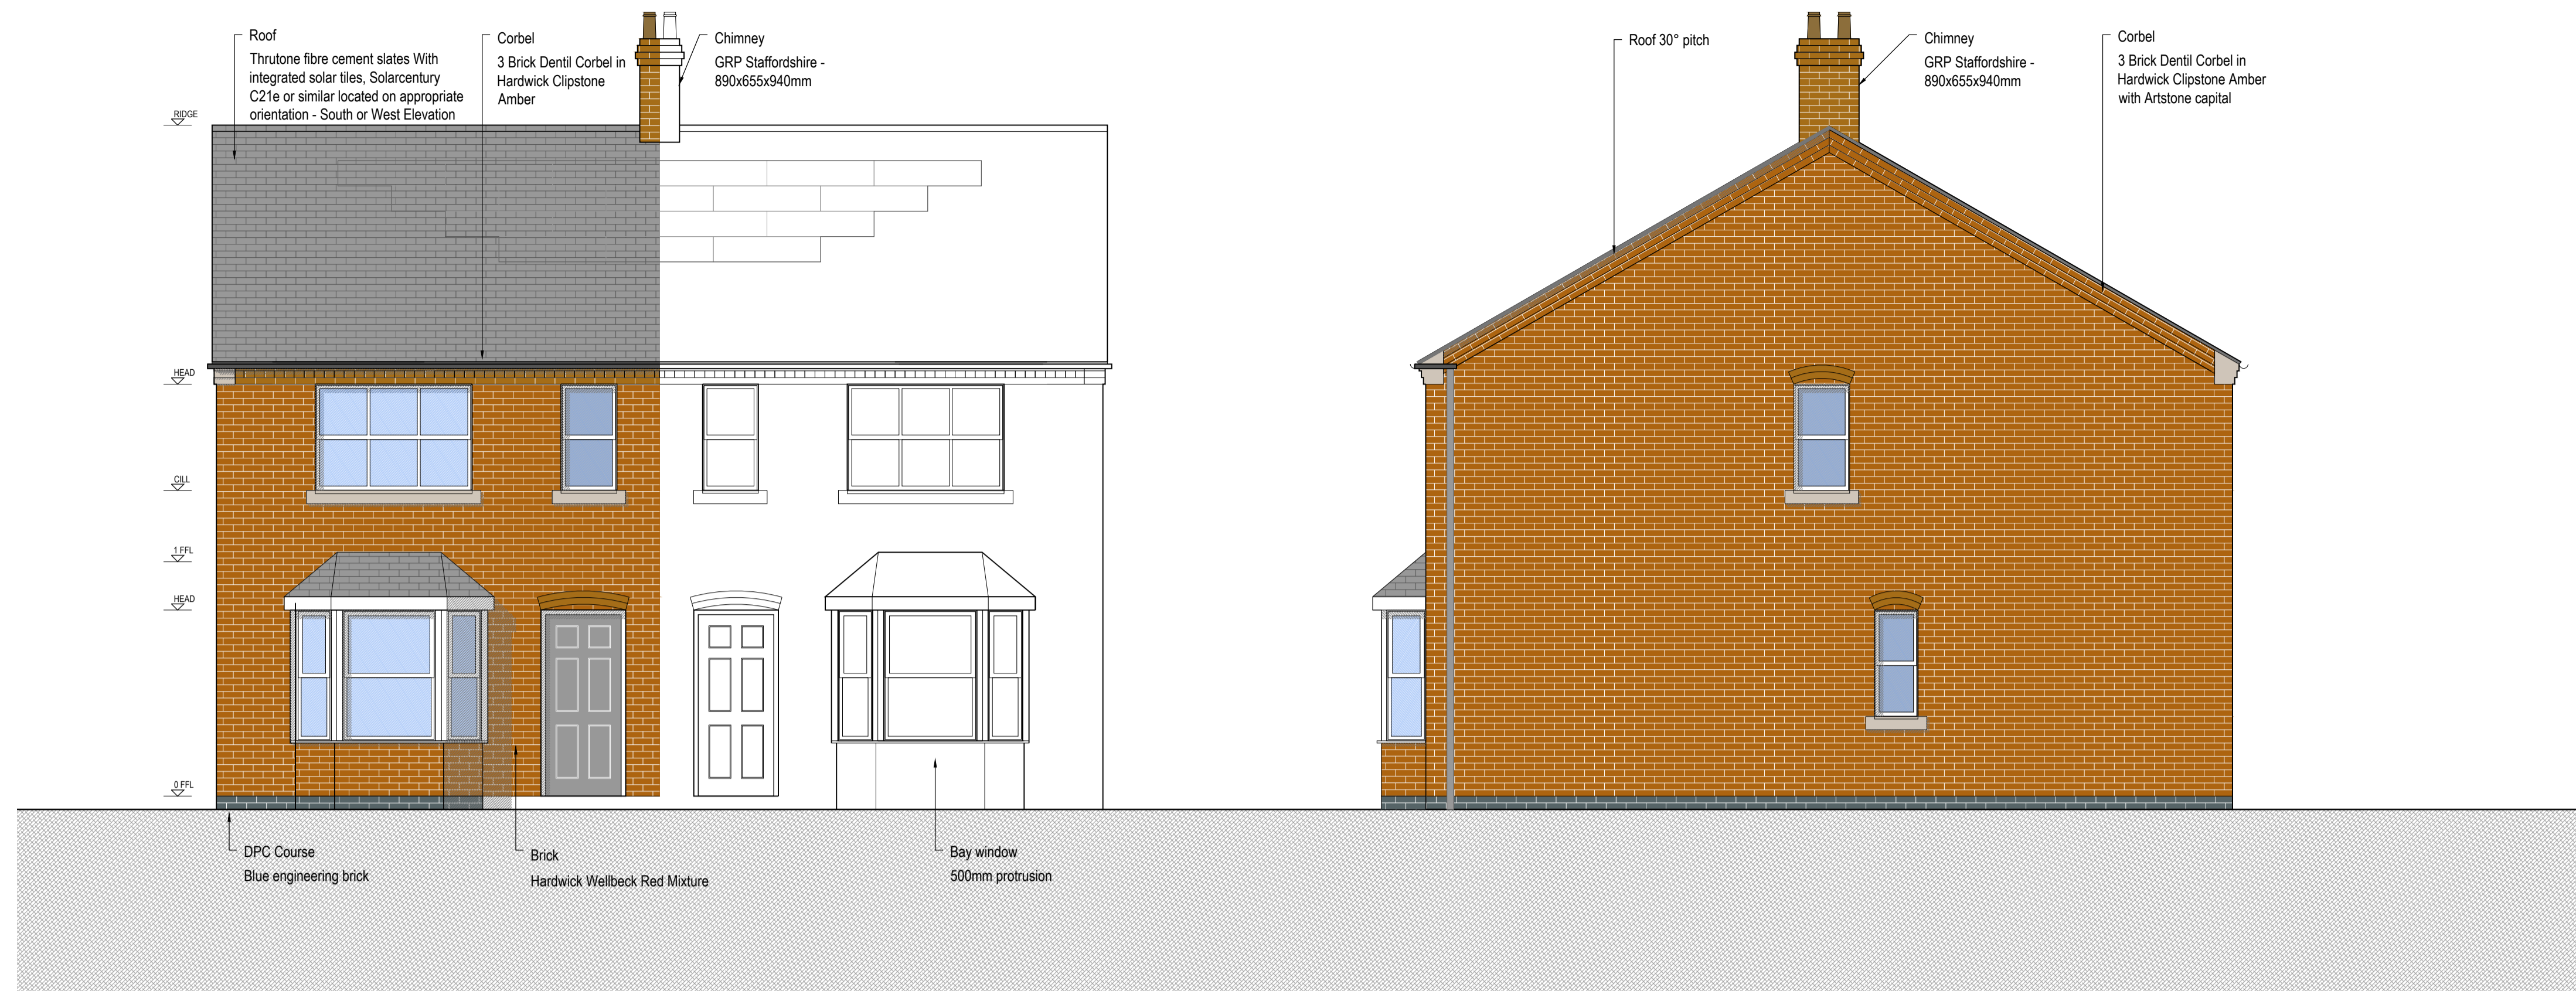 Roof
Thrutone fibre cement slates With
integrated solar tiles, Solarcentury
C21e or similar located on appropriate
orientation - South or West Elevation
Corbel
3 Brick Dentil Corbel in
Hardwick Clipstone
Amber
Chimney
GRP Staffordshire -
890x655x940mm
Roof 30° pitch
Chimney
GRP Staffordshire -
890x655x940mm
Corbel
3 Brick Dentil Corbel in
Hardwick Clipstone Amber
with Artstone capital
RIDGE
HEAD
CILL
1 FFL
HEAD
0 FFL
DPC Course
Blue engineering brick
Brick
Hardwick Wellbeck Red Mixture
Bay window
500mm protrusion